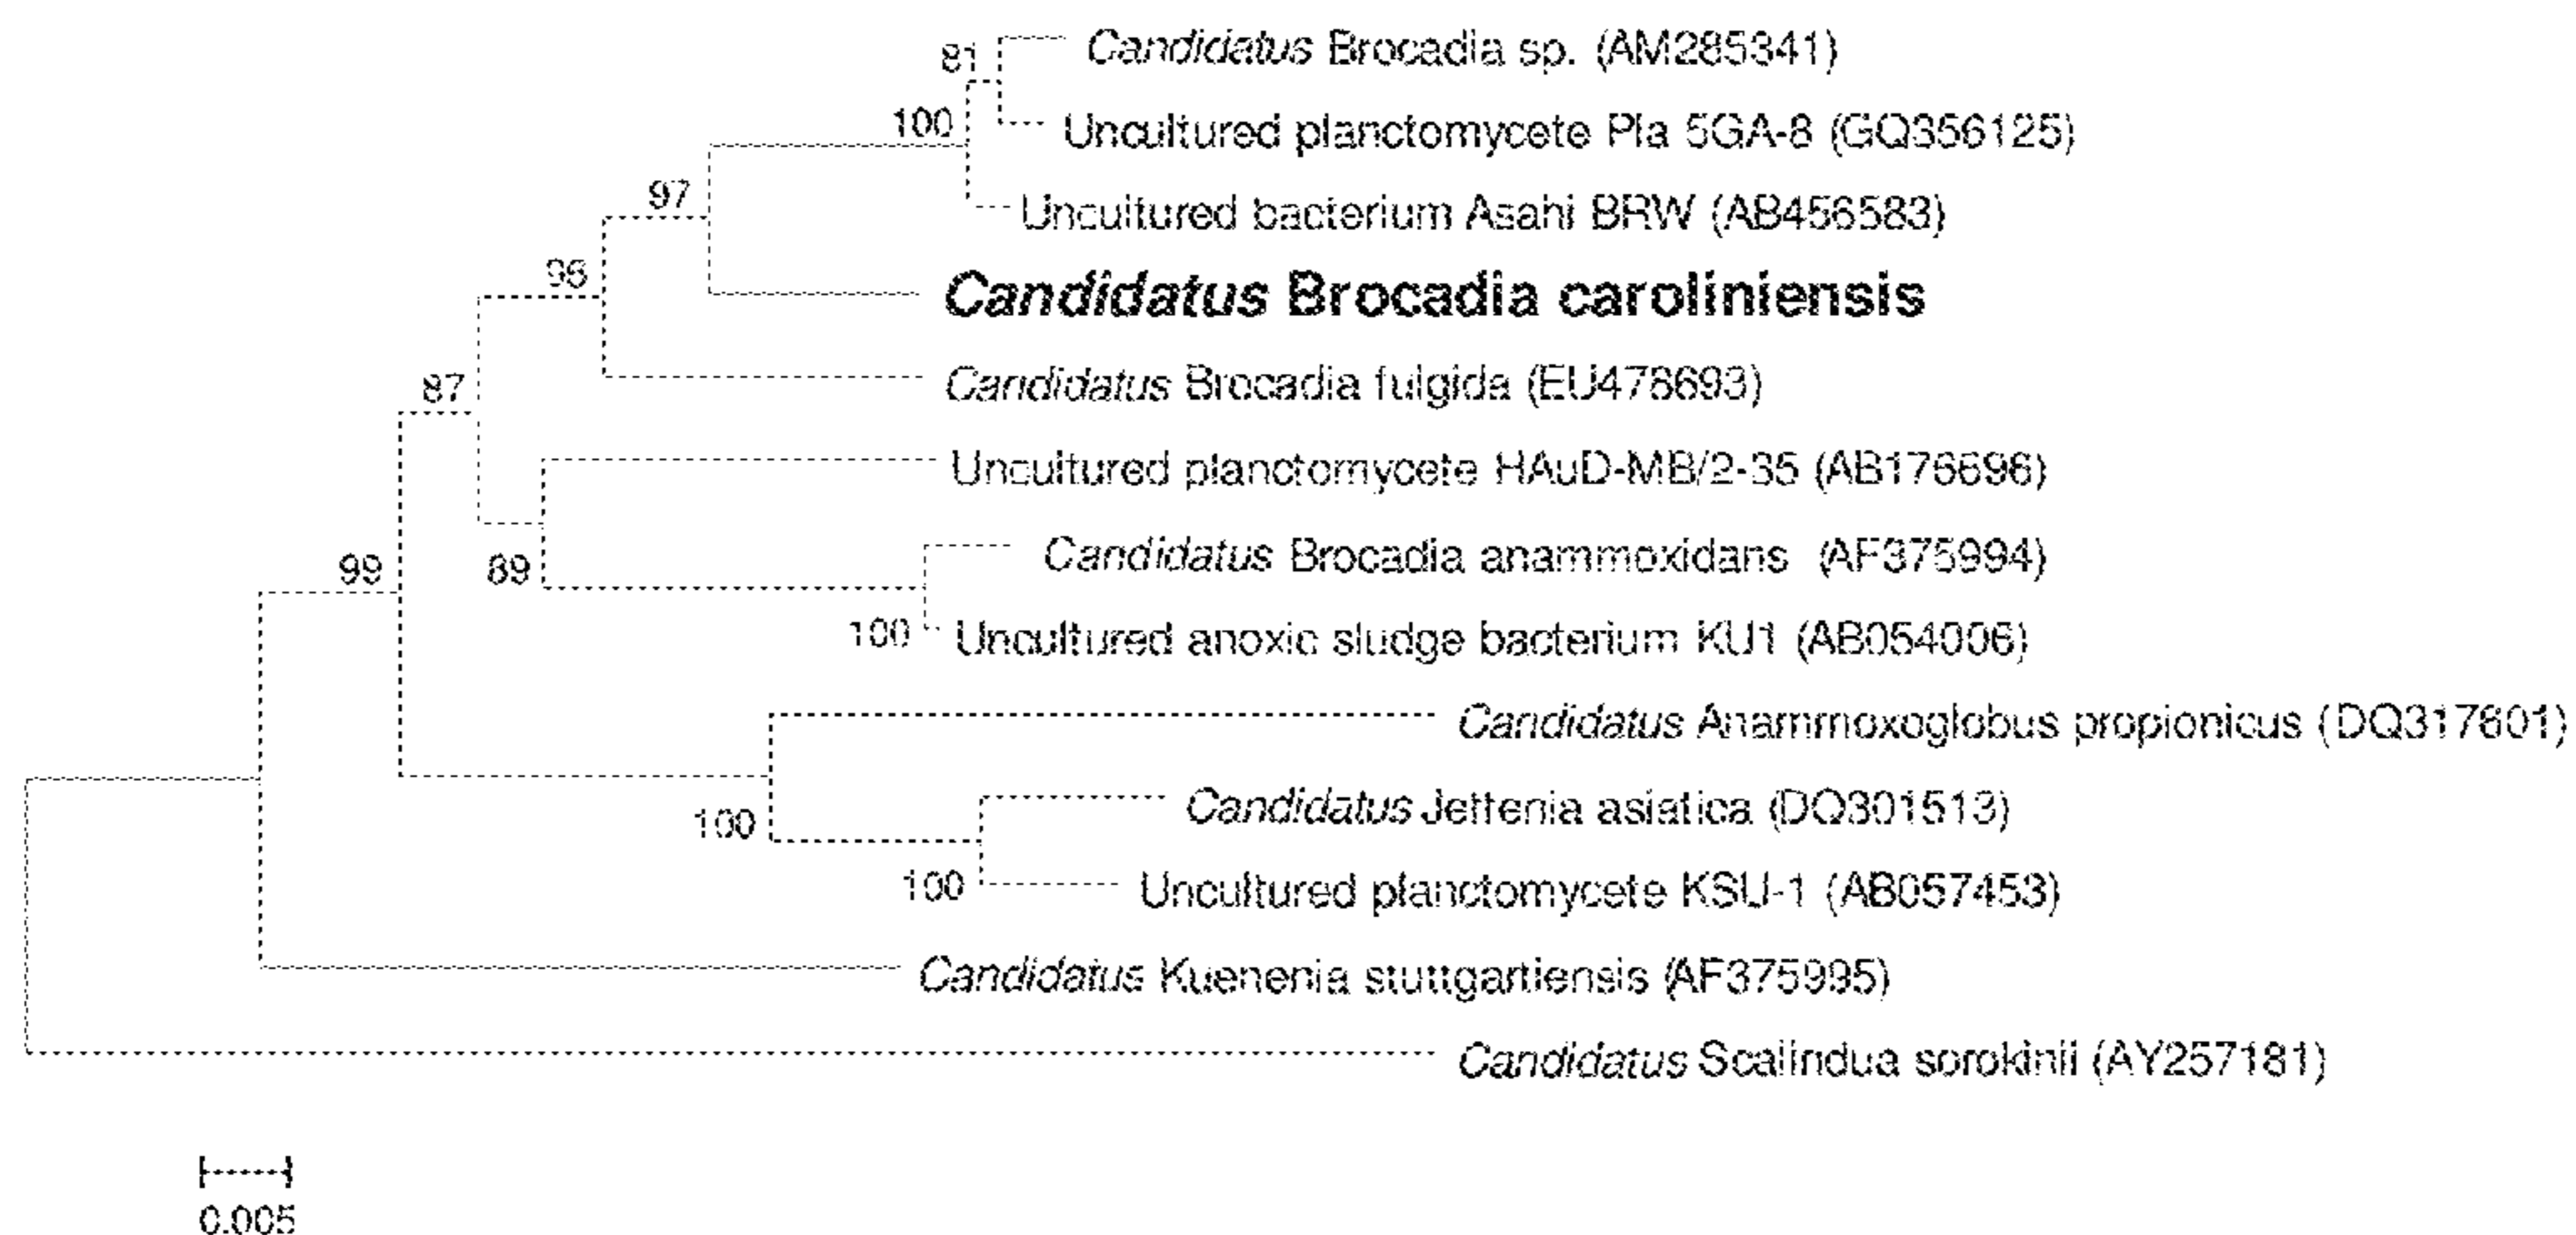 81
Candidatus Brocadia sp. (AM285341)
100
Uncultured planctomycete Pla 5GA-8 (GQ356125)
97
Uncultured bacterium Asahi BRW (AB456583)
96
Candidatus Brocadia caroliniensis
87
Candidatus Brocadia fulgida (EU478693)
Uncultured planctomycete HAuD-MB/2-35 (AB176696)
99
89
Candidatus Brocadia anammoxidans (AF375994)
100
Uncultured anoxic sludge bacterium KU1 (AB054006)
Candidatus Anammoxoglobus propionicus (DQ317601)
100
Candidatus Jettenia asiatica (DQ301513)
100
Uncultured planctomycete KSU-1 (AB057453)
Candidatus Kuenenia stuttgartiensis (AF375995)
Candidatus Scalindua sorokinii (AY257181)
0.005